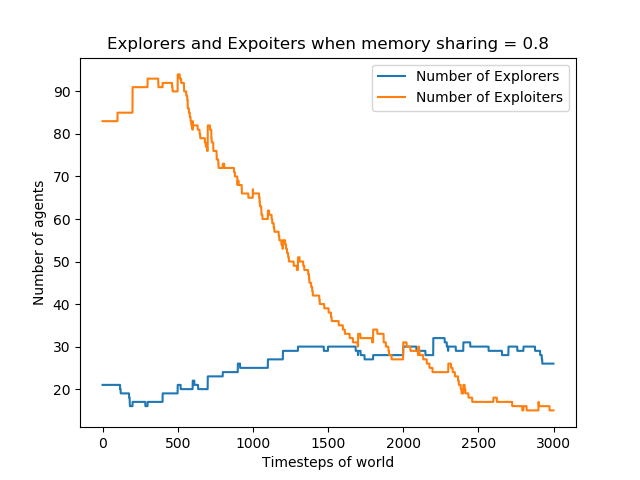 Explorers and Expoiters when memory sharing = 0.8
Number of Explorers
Number of Exploiters
Number of agents
90
80
70
60
50
40
30
20
0 500 1000 1500 2000 2500 3000
Timesteps of world